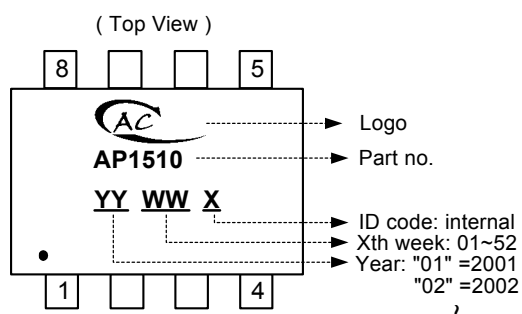 ( Top View )
8 5
AC
AP1510
YY WW X
1 4
Logo
Part no.
ID code: internal
Xth week: 01~52
Year: "01" =2001
"02" =2002
~